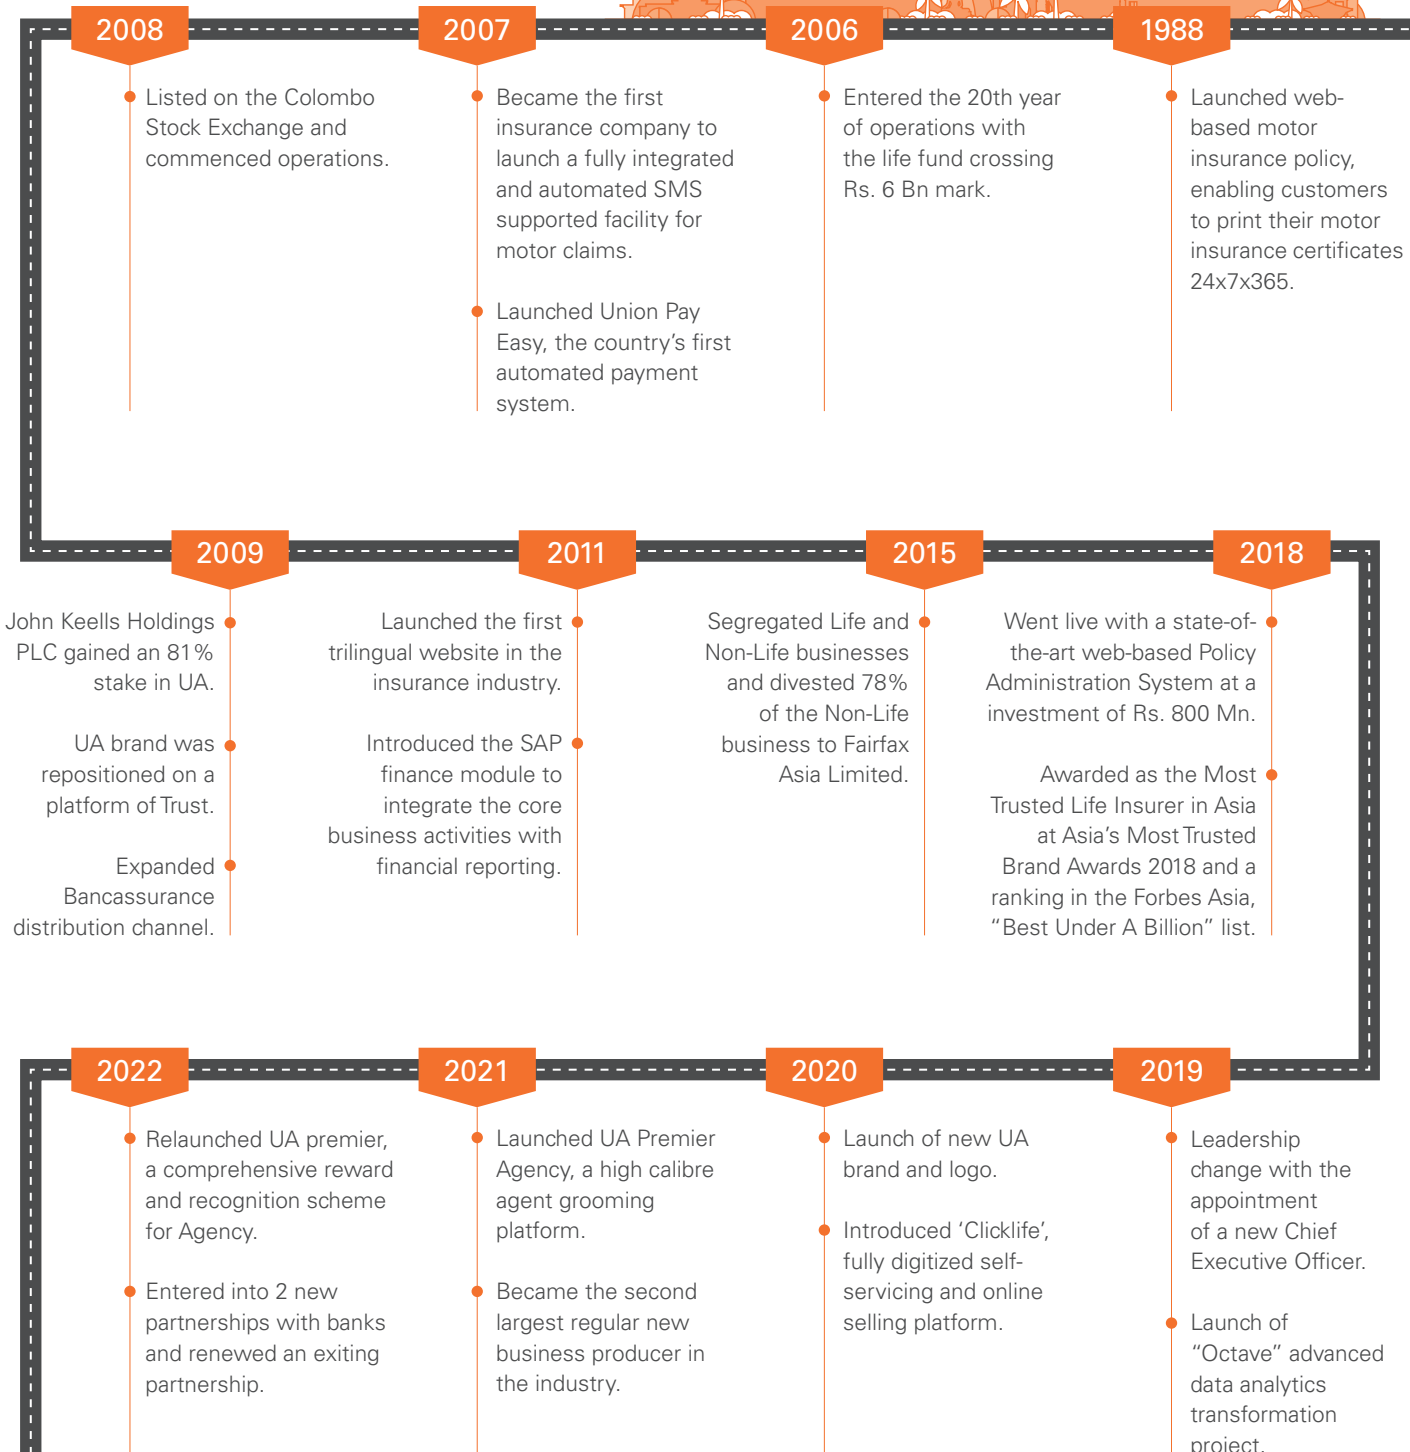 2008
Listed on the Colombo
Stock Exchange and
commenced operations.
2007
Became the first
insurance company to
launch a fully integrated
and automated SMS
supported facility for
motor claims.
Launched Union Pay
Easy, the country's first
automated payment
system.
2006
Entered the 20th year
of operations with
the life fund crossing
Rs. 6 Bn mark.
1988
Launched web-
based motor
insurance policy,
enabling customers
to print their motor
insurance certificates
24x7x365.
2009
John Keells Holdings
PLC gained an 81%
stake in UA.
UA brand was
repositioned on a
platform of Trust.
Expanded
Bancassurance
distribution channel.
2011
Launched the first
trilingual website in the
insurance industry.
Introduced the SAP
finance module to
integrate the core
business activities with
financial reporting.
2015
Segregated Life and
Non-Life businesses
and divested 78%
of the Non-Life
business to Fairfax
Asia Limited.
2018
Went live with a state-of-
the-art web-based Policy
Administration System at a
investment of Rs. 800 Mn.
Awarded as the Most
Trusted Life Insurer in Asia
at Asia's Most Trusted
Brand Awards 2018 and a
ranking in the Forbes Asia,
"Best Under A Billion" list.
2022
Relaunched UA premier,
a comprehensive reward
and recognition scheme
for Agency.
Entered into 2 new
partnerships with banks
and renewed an exiting
partnership.
2021
Launched UA Premier
Agency, a high calibre
agent grooming
platform.
Became the second
largest regular new
business producer in
the industry.
2020
Launch of new UA
brand and logo.
Introduced 'Clicklife',
fully digitized self-
servicing and online
selling platform.
2019
Leadership
change with the
appointment
of a new Chief
Executive Officer.
Launch of
"Octave" advanced
data analytics
transformation
project.